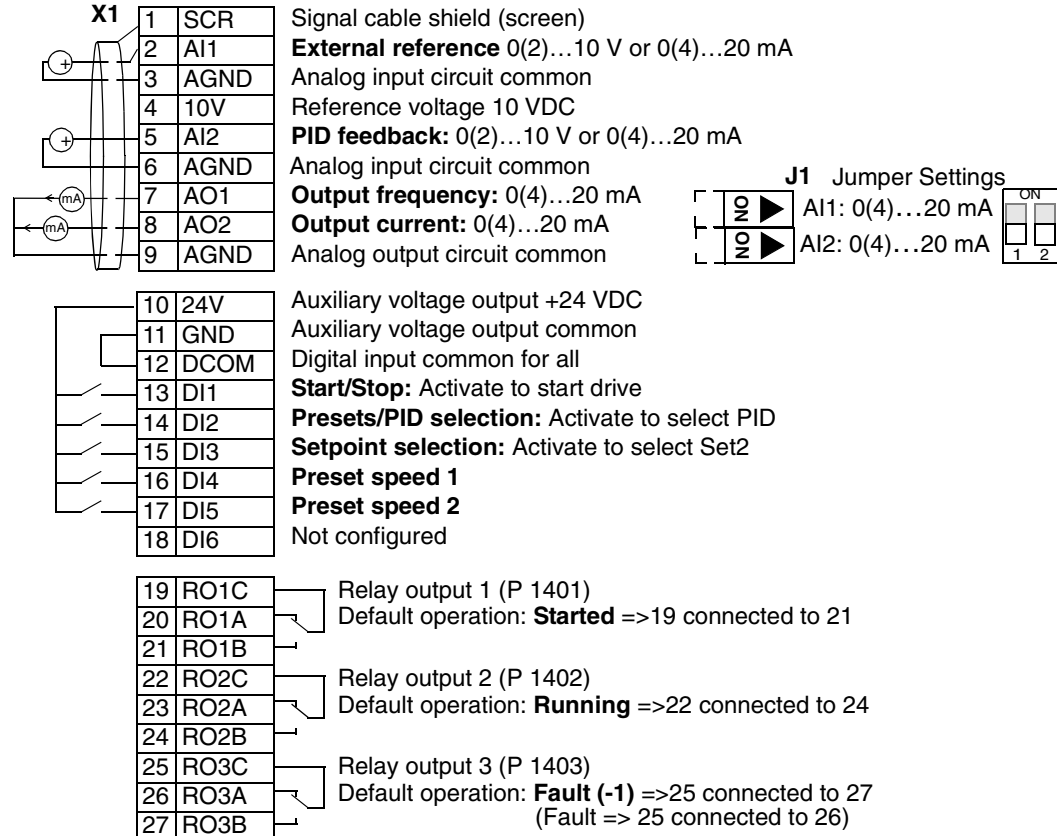 X1
1 SCR Signal cable shield (screen)
2 AI1 External reference 0(2)…10 V or 0(4)…20 mA
3 AGND Analog input circuit common
4 10V Reference voltage 10 VDC
5 AI2 PID feedback: 0(2)…10 V or 0(4)…20 mA
6 AGND Analog input circuit common
7 AO1 Output frequency: 0(4)…20 mA
8 AO2 Output current: 0(4)…20 mA
9 AGND Analog output circuit common
+
+
mA
mA
J1 Jumper Settings
ON AI1: 0(4)…20 mA
ON AI2: 0(4)…20 mA
ON
1 2
10 24V Auxiliary voltage output +24 VDC
11 GND Auxiliary voltage output common
12 DCOM Digital input common for all
13 DI1 Start/Stop: Activate to start drive
14 DI2 Presets/PID selection: Activate to select PID
15 DI3 Setpoint selection: Activate to select Set2
16 DI4 Preset speed 1
17 DI5 Preset speed 2
18 DI6 Not configured
19 RO1C Relay output 1 (P 1401)
20 RO1A Default operation: Started =>19 connected to 21
21 RO1B
22 RO2C Relay output 2 (P 1402)
23 RO2A Default operation: Running =>22 connected to 24
24 RO2B
25 RO3C Relay output 3 (P 1403)
26 RO3A Default operation: Fault (-1) =>25 connected to 27
27 RO3B (Fault => 25 connected to 26)